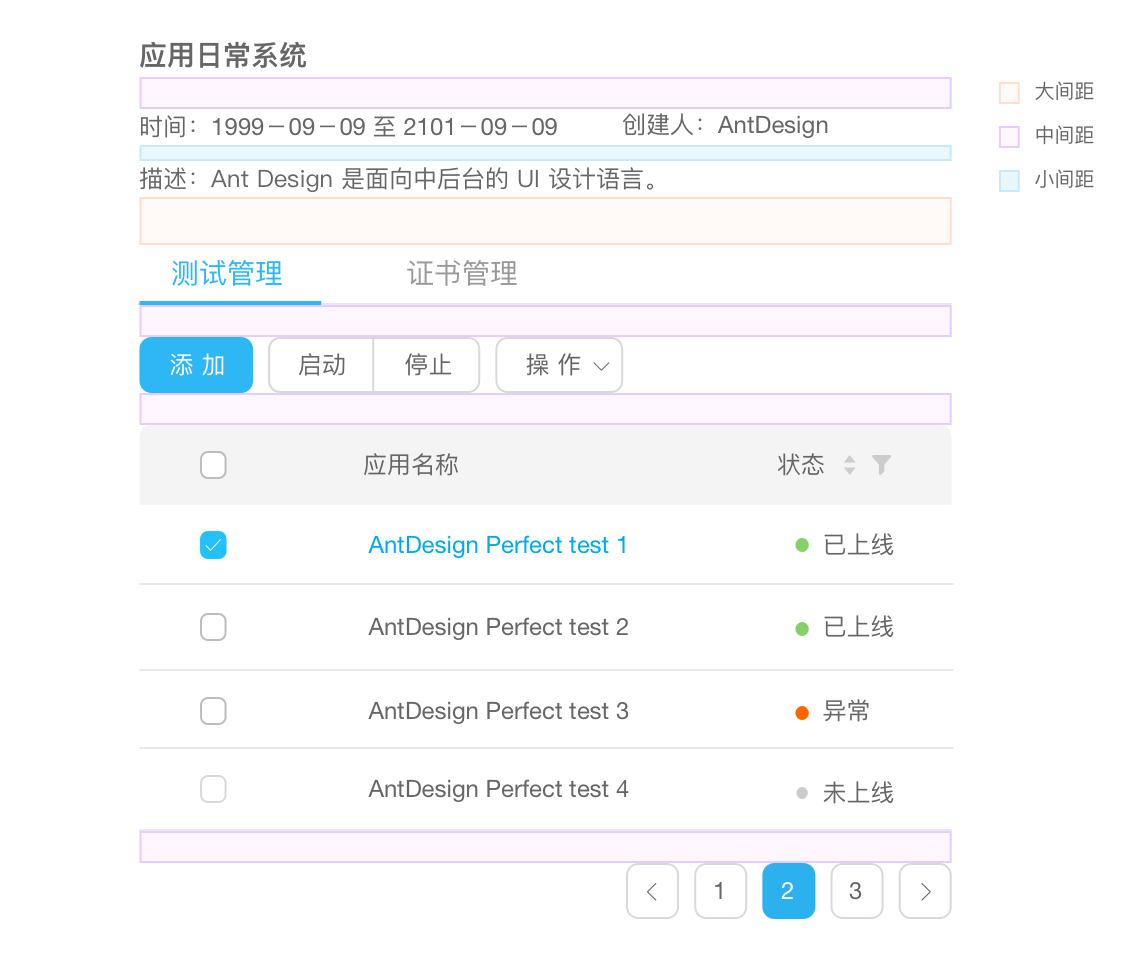 应用日常系统
大间距
时间：1999－09－09 至 2101－09－09 创建人：AntDesign
中间距
描述：Ant Design 是面向中后台的 UI 设计语言。
小间距
测试管理 证书管理
添 加 启动 停止 操 作
应用名称 状态
AntDesign Perfect test 1 已上线
AntDesign Perfect test 2 已上线
AntDesign Perfect test 3 异常
AntDesign Perfect test 4 未上线
1 2 3